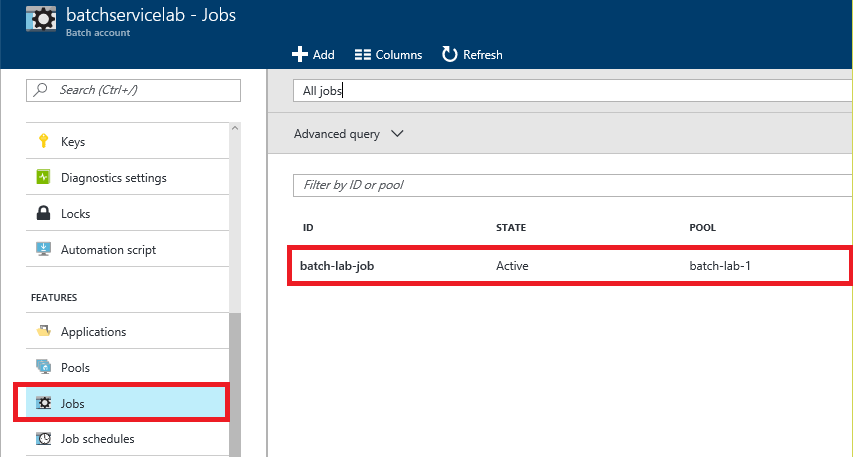 batchservicelab - Jobs
Batch account
Add Columns Refresh
Search (Ctrl+/)
Keys
Diagnostics settings
Locks
Automation script
FEATURES
Applications
Pools
Jobs
Job schedules
All jobs
Advanced query
Filter by ID or pool
ID STATE POOL
batch-lab-job Active batch-lab-1